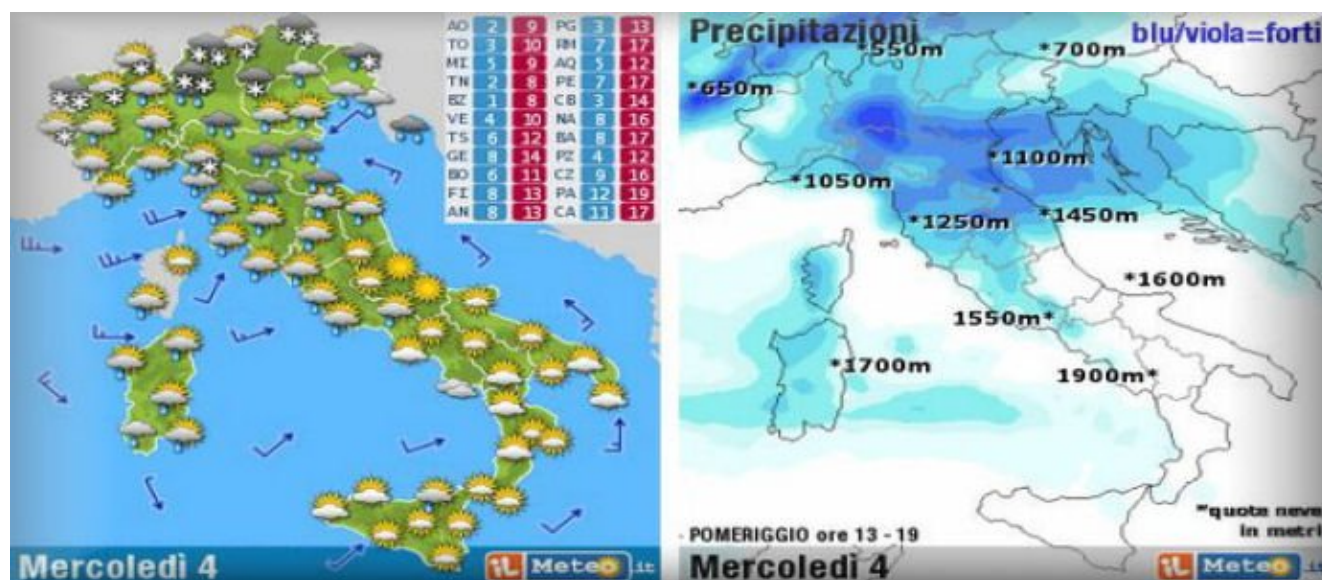 AO 2 9 PG 3 13
TO 3 10 RM 7 17
MI 5 9 AQ 5 12
TN 2 8 PE 7 17
BZ 1 8 CB 3 14
VE 4 10 NA 8 16
TS 6 12 BA 8 17
GE 8 14 PZ 4 12
BO 6 11 CZ 9 16
FI 8 13 PA 12 19
AN 8 13 CA 11 17
Mercoledì 4
iL Meteo.it
Precipitazioni
blu/viola=forti
*550m
*700m
*650m
*1100m
*1050m
*1250m
*1450m
*1600m
1550m*
*1700m
1900m*
*quote neve
in metri
POMERIGGIO ore 13 - 19
Mercoledì 4
iL Meteo.it